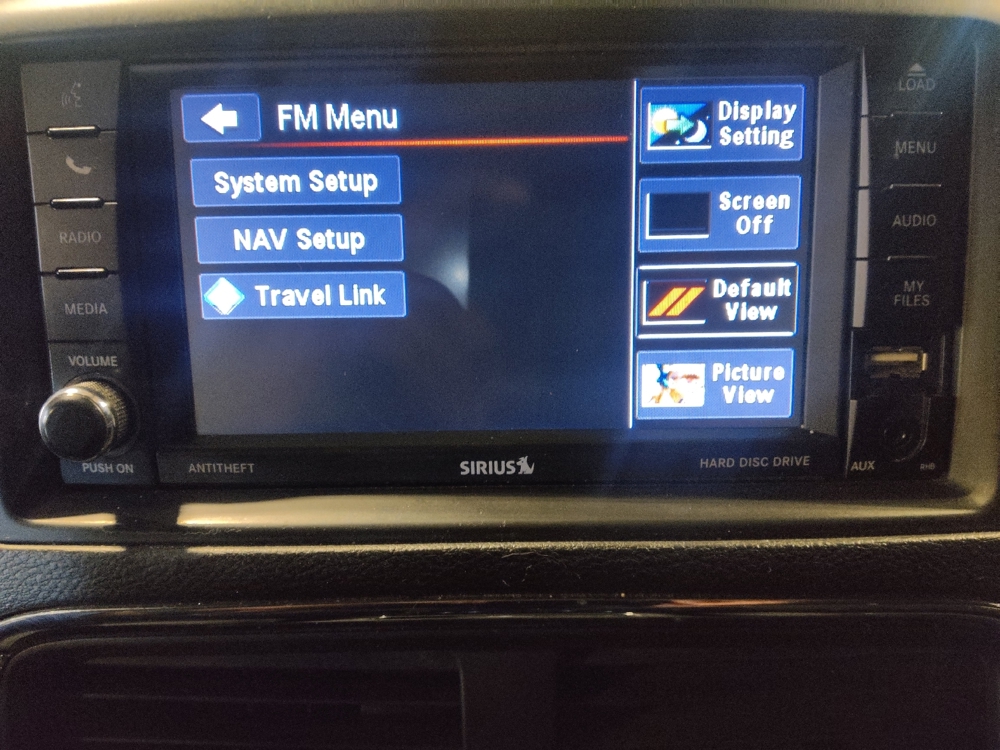 FM Menu
System Setup
NAV Setup
Travel Link
Display
Setting
Screen
Off
Default
View
Picture
View
RADIO
MEDIA
VOLUME
PUSH ON
LOAD
MENU
AUDIO
MY
FILES
AUX
RHB
ANTITHEFT
SIRIUS
HARD DISC DRIVE